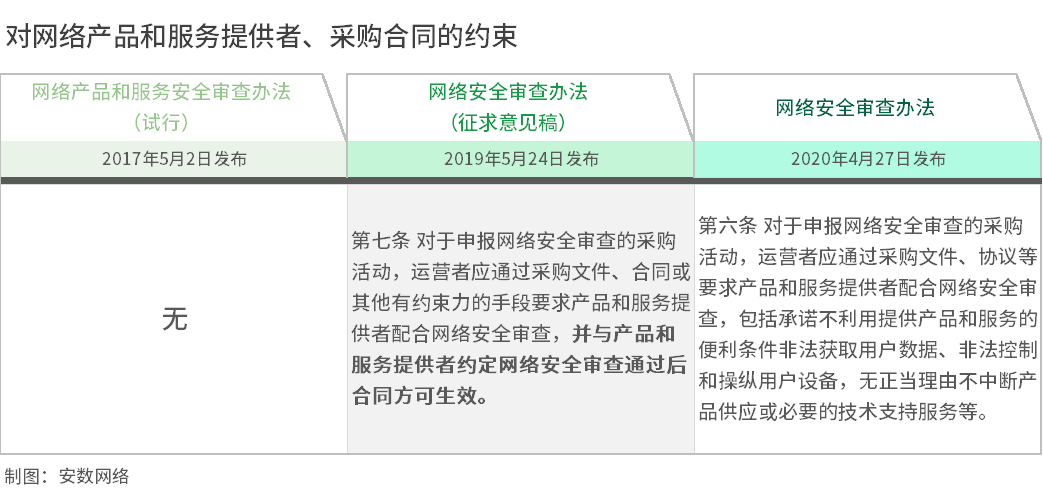 对网络产品和服务提供者、采购合同的约束
网络产品和服务安全审查办法
（试行）
网络安全审查办法
（征求意见稿）
网络安全审查办法
2017年5月2日发布
2019年5月24日发布
2020年4月27日发布
无
第七条 对于申报网络安全审查的采购
活动，运营者应通过采购文件、合同或
其他有约束力的手段要求产品和服务提
供者配合网络安全审查，并与产品和
服务提供者约定网络安全审查通过后
合同方可生效。
第六条 对于申报网络安全审查的采购
活动，运营者应通过采购文件、协议等
要求产品和服务提供者配合网络安全审
查，包括承诺不利用提供产品和服务的
便利条件非法获取用户数据、非法控制
和操纵用户设备，无正当理由不中断产
品供应或必要的技术支持服务等。
制图：安数网络